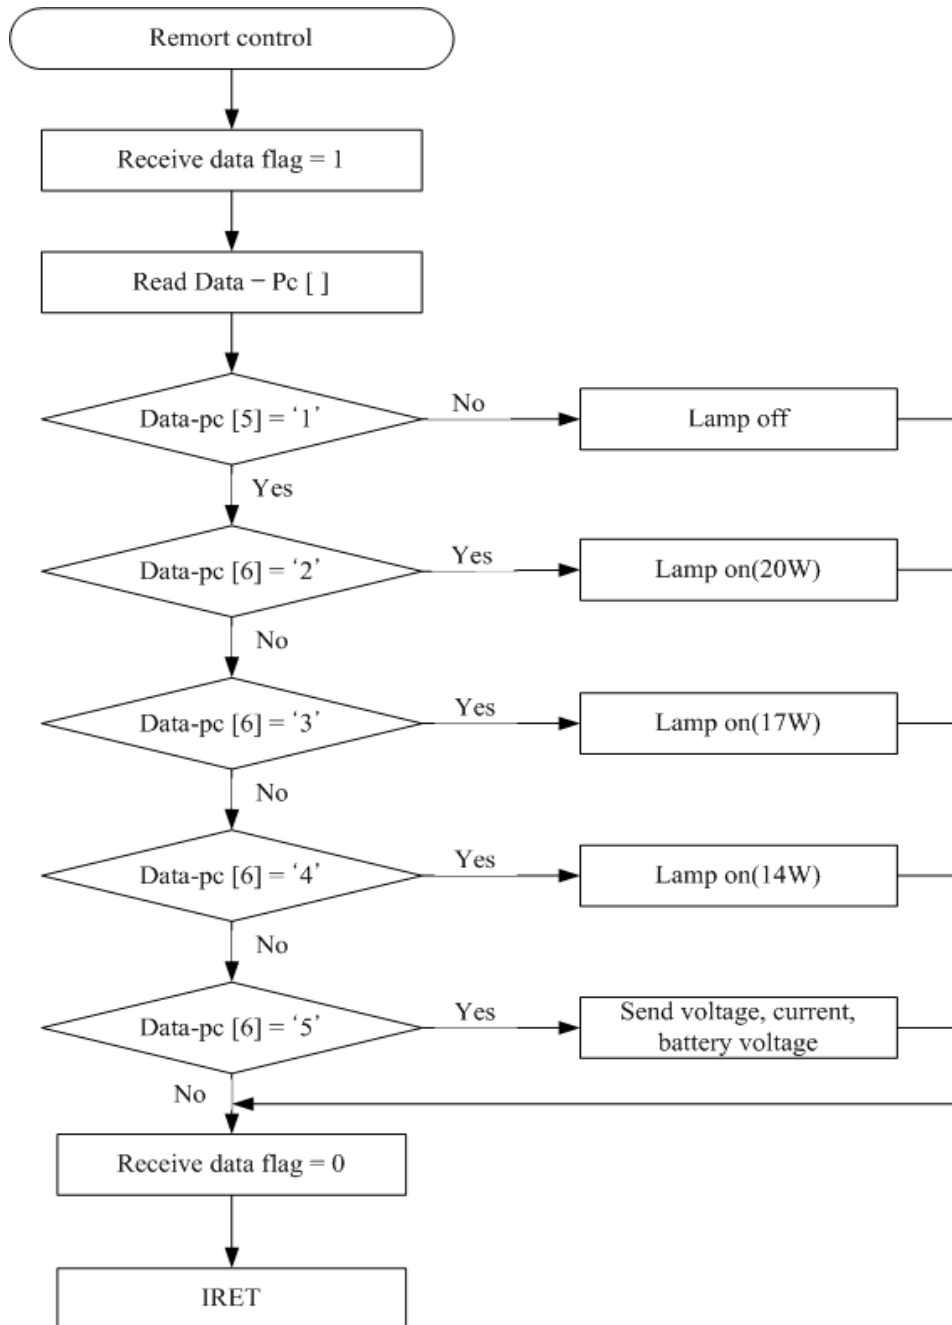 Remort control
Receive data flag = 1
Read Data − Pc [ ]
Data-pc [5] = ‘1’
No
Lamp off
Yes
Data-pc [6] = ‘2’
Yes
Lamp on(20W)
No
Data-pc [6] = ‘3’
Yes
Lamp on(17W)
No
Data-pc [6] = ‘4’
Yes
Lamp on(14W)
No
Data-pc [6] = ‘5’
Yes
Send voltage, current,
battery voltage
No
Receive data flag = 0
IRET